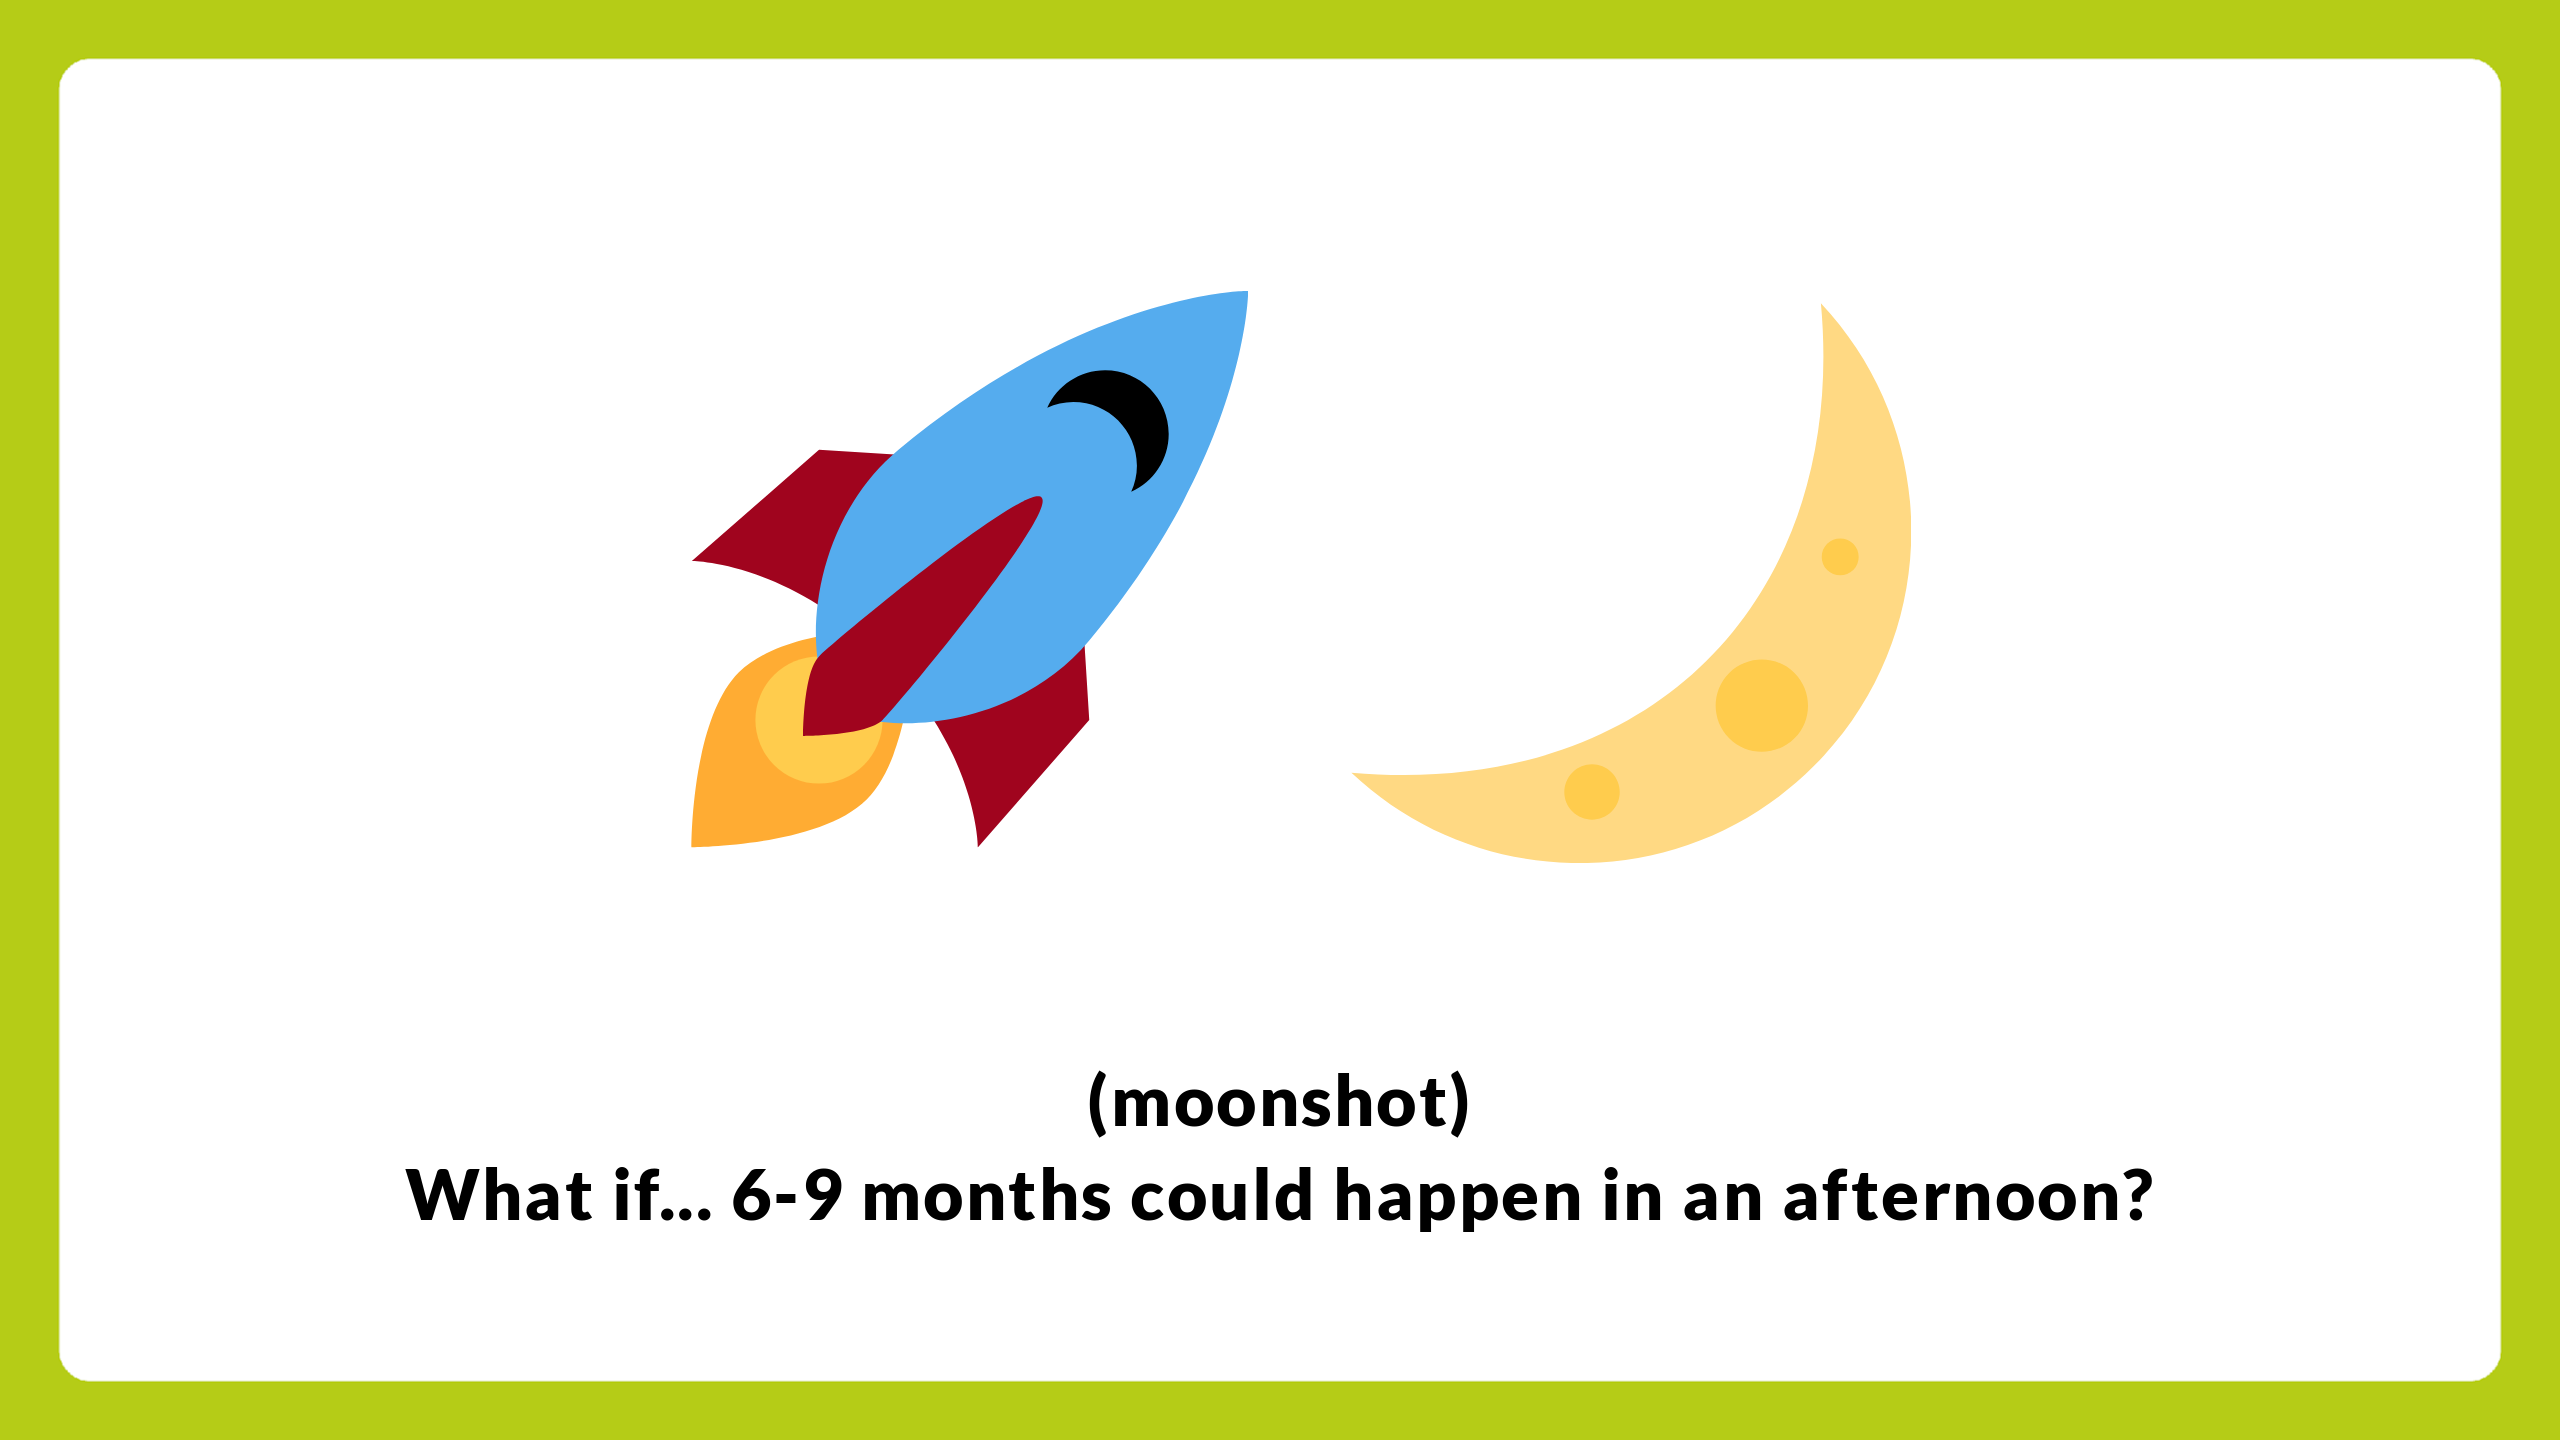 (moonshot)
What if... 6-9 months could happen in an afternoon?